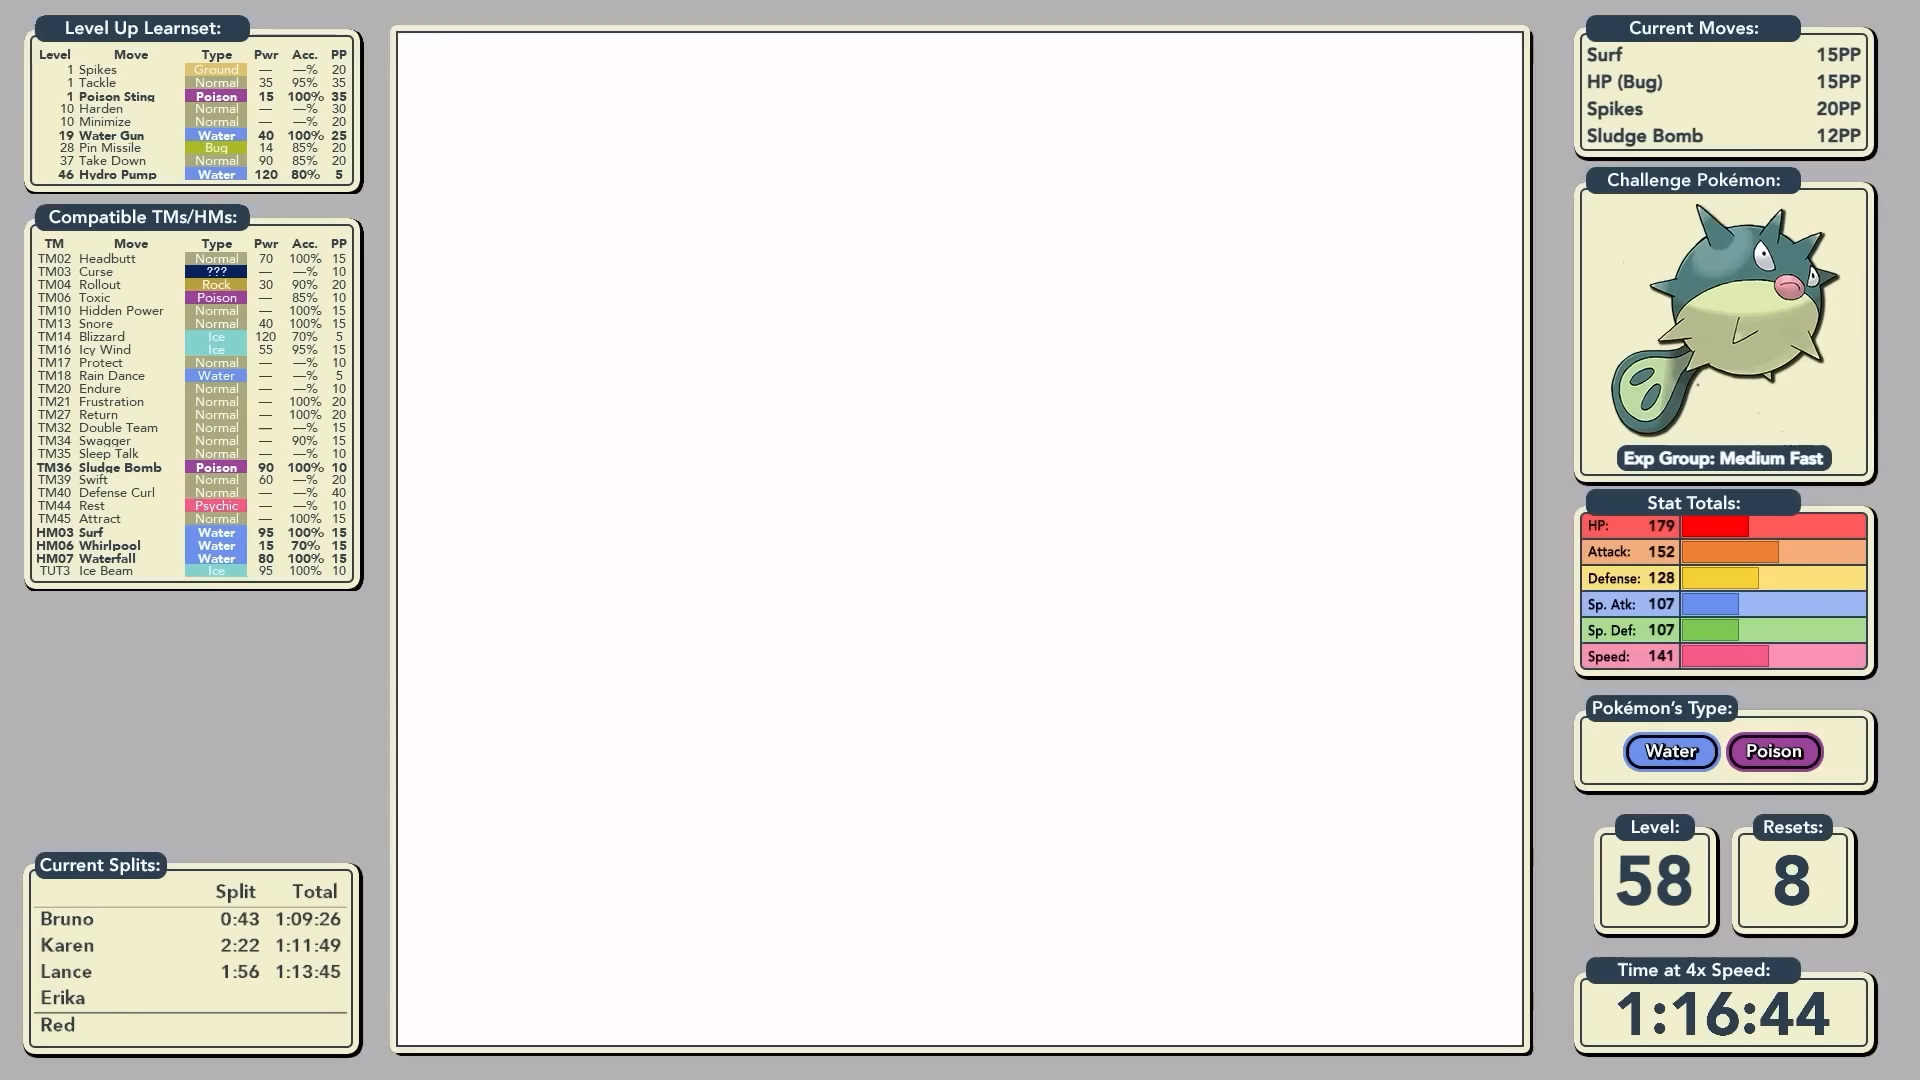 Level Up Learnset:
Level Move Type Pwr Acc. PP
1 Spikes Ground — —% 20
1 Tackle Normal 35 95% 35
1 Poison Sting Poison 15 100% 35
10 Harden Normal — —% 30
10 Minimize Normal — —% 20
19 Water Gun Water 40 100% 25
28 Pin Missile Bug 14 85% 20
37 Take Down Normal 90 85% 20
46 Hydro Pump Water 120 80% 5
Compatible TMs/HMs:
TM Move Type Pwr Acc. PP
TM02 Headbutt Normal 70 100% 15
TM03 Curse ??? — —% 10
TM04 Rollout Rock 30 90% 20
TM06 Toxic Poison — 85% 10
TM10 Hidden Power Normal — 100% 15
TM13 Snore Normal 40 100% 15
TM14 Blizzard Ice 120 70% 5
TM16 Icy Wind Ice 55 95% 15
TM17 Protect Normal — —% 10
TM18 Rain Dance Water — —% 5
TM20 Endure Normal — —% 10
TM21 Frustration Normal — 100% 20
TM27 Return Normal — 100% 20
TM32 Double Team Normal — —% 15
TM34 Swagger Normal — 90% 15
TM35 Sleep Talk Normal — —% 10
TM36 Sludge Bomb Poison 90 100% 10
TM39 Swift Normal 60 —% 20
TM40 Defense Curl Normal — —% 40
TM44 Rest Psychic — —% 10
TM45 Attract Normal — 100% 15
HM03 Surf Water 95 100% 15
HM06 Whirlpool Water 15 70% 15
HM07 Waterfall Water 80 100% 15
TUT3 Ice Beam Ice 95 100% 10
Current Splits:
Split Total
Bruno 0:43 1:09:26
Karen 2:22 1:11:49
Lance 1:56 1:13:45
Erika
Red
Current Moves:
Surf 15PP
HP (Bug) 15PP
Spikes 20PP
Sludge Bomb 12PP
Challenge Pokémon:
Exp Group: Medium Fast
Stat Totals:
HP: 179
Attack: 152
Defense: 128
Sp. Atk: 107
Sp. Def: 107
Speed: 141
Pokémon's Type:
Water Poison
Level: Resets:
58 8
Time at 4x Speed:
1:16:44